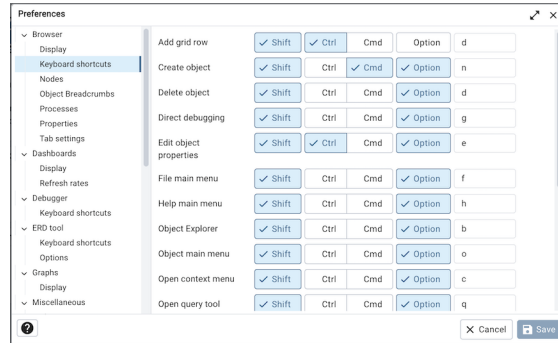 Preferences
Browser
Display
Keyboard shortcuts
Nodes
Object Breadcrumbs
Processes
Properties
Tab settings
Dashboards
Display
Refresh rates
Debugger
Keyboard shortcuts
ERD tool
Keyboard shortcuts
Options
Graphs
Display
Miscellaneous
Add grid row Shift Ctrl Cmd Option d
Create object Shift Ctrl Cmd Option n
Delete object Shift Ctrl Cmd Option d
Direct debugging Shift Ctrl Cmd Option g
Edit object Shift Ctrl Cmd Option e
properties
File main menu Shift Ctrl Cmd Option f
Help main menu Shift Ctrl Cmd Option h
Object Explorer Shift Ctrl Cmd Option b
Object main menu Shift Ctrl Cmd Option o
Open context menu Shift Ctrl Cmd Option c
Open query tool Shift Ctrl Cmd Option q
? Cancel Save